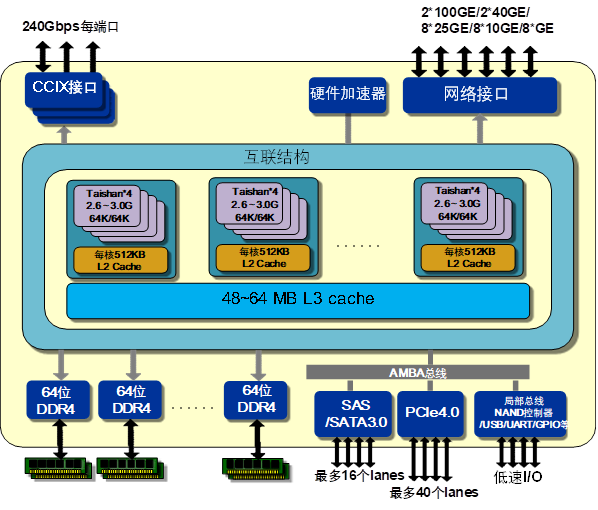 240Gbps每端口
2*100GE/2*40GE/
8*25GE/8*10GE/8*GE
CCIX接口
硬件加速器
网络接口
互联结构
Taishan*4
2.6~3.0G
64K/64K
每核512KB
L2 Cache
Taishan*4
2.6~3.0G
64K/64K
每核512KB
L2 Cache
......
Taishan*4
2.6~3.0G
64K/64K
每核512KB
L2 Cache
48~64 MB L3 cache
AMBA总线
64位
DDR4
64位
DDR4
......
64位
DDR4
SAS
/SATA3.0
PCIe4.0
局部总线
NAND控制器
/USB/UART/GPIO等
最多16个lanes
最多40个lanes
低速I/O